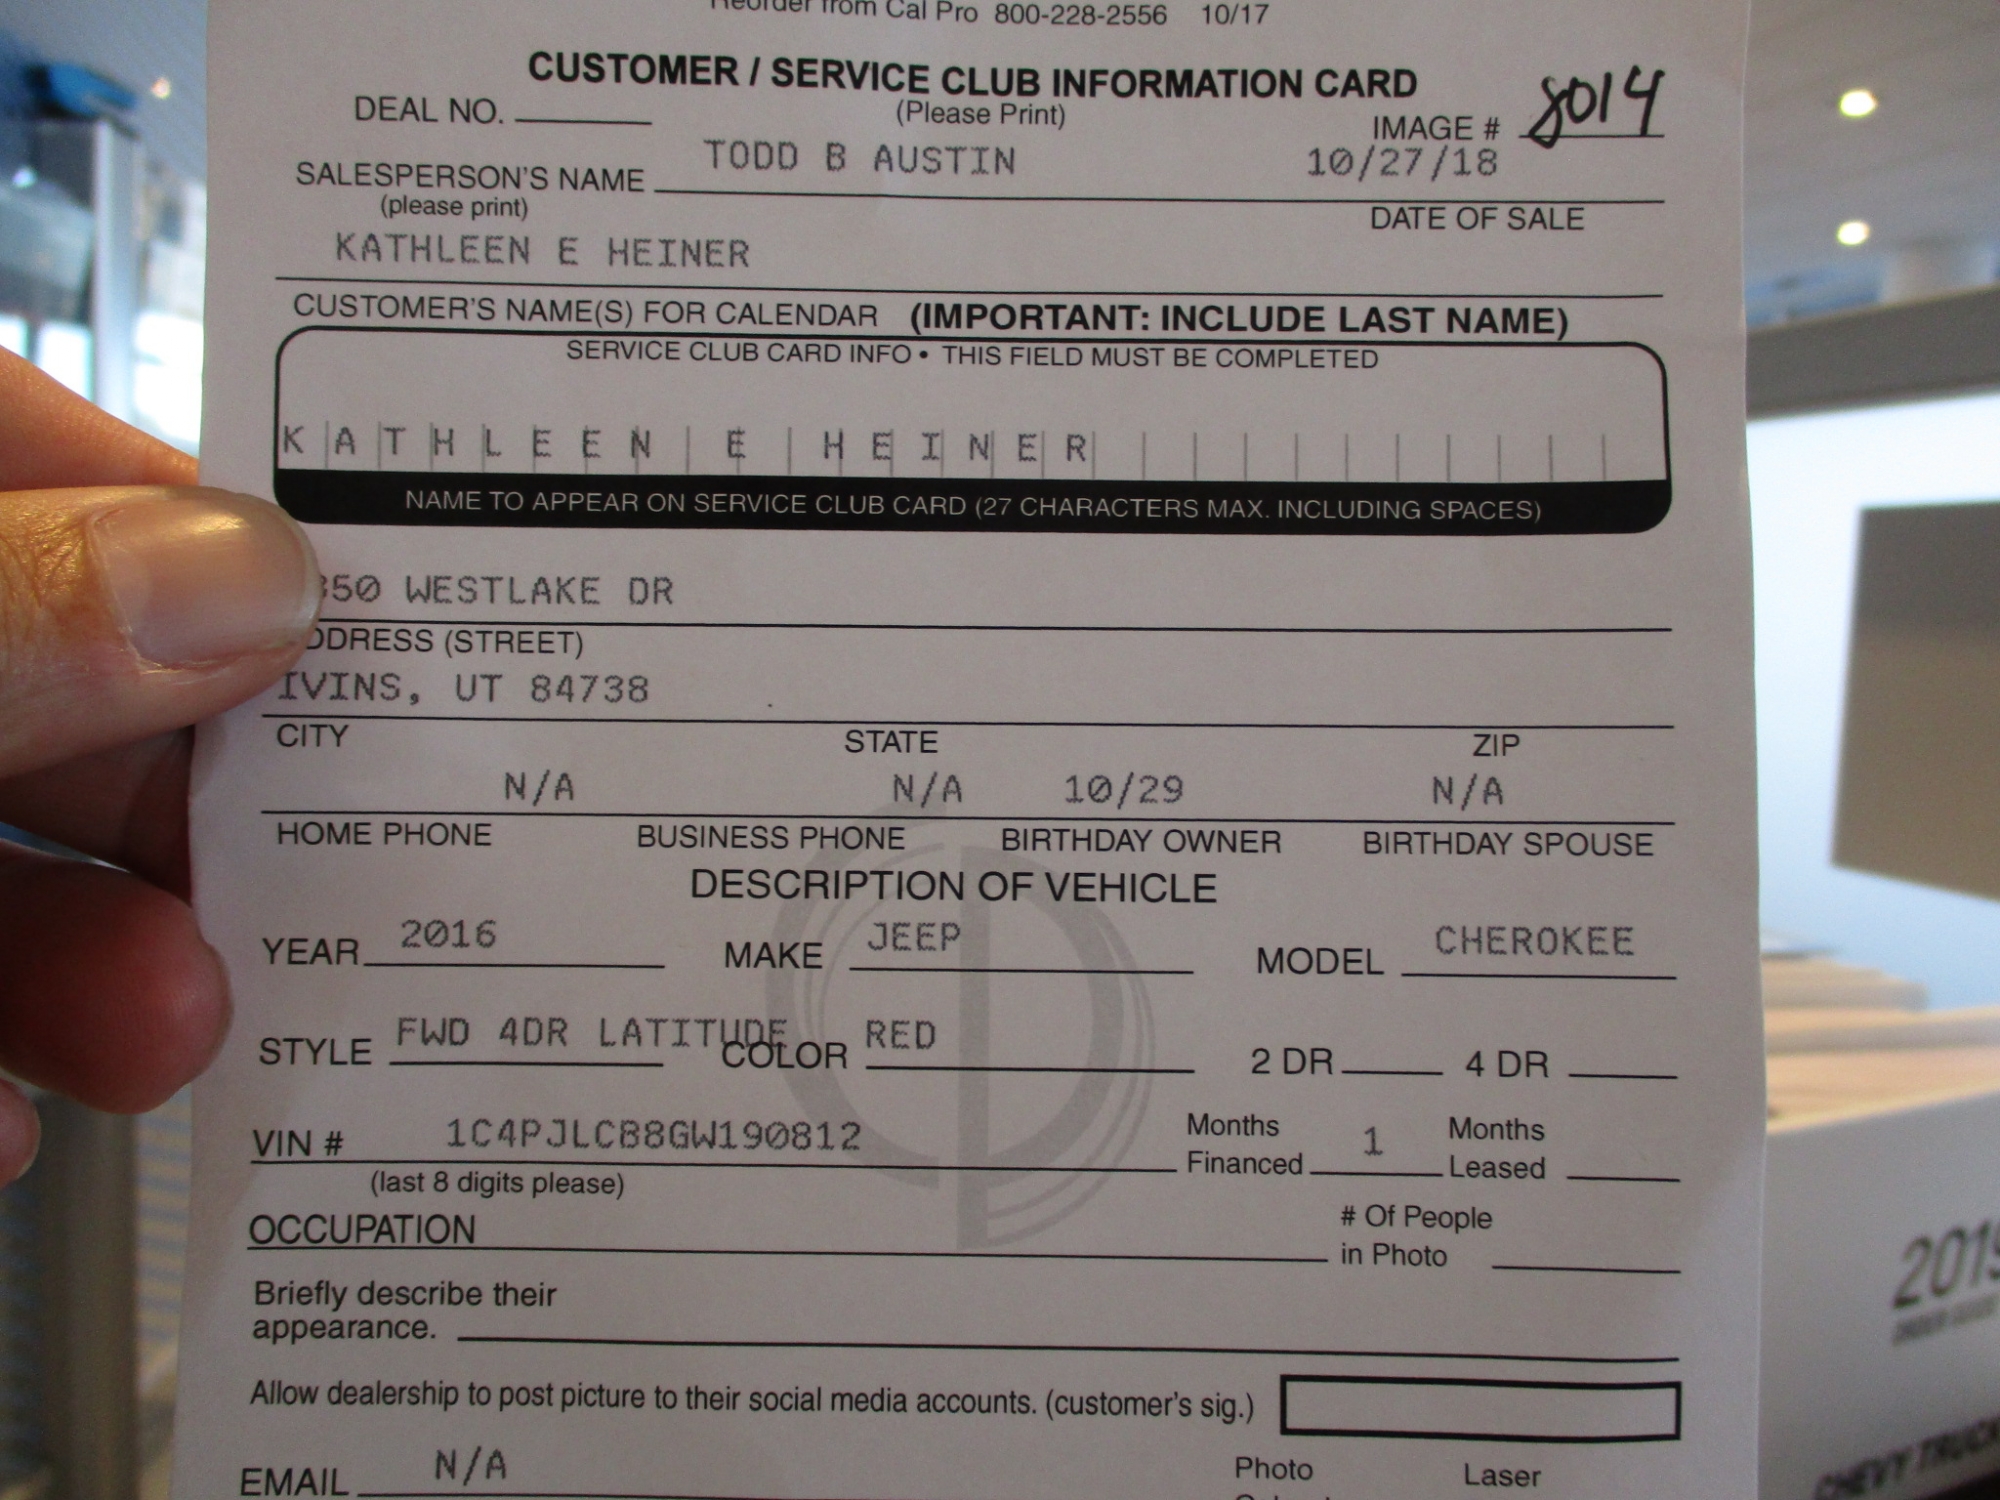 Reorder from Cal Pro 800-228-2556 10/17
CUSTOMER / SERVICE CLUB INFORMATION CARD
(Please Print)
DEAL NO.
IMAGE # 8014
SALESPERSON'S NAME TODD B AUSTIN 10/27/18
(please print) DATE OF SALE
KATHLEEN E HEINER
CUSTOMER'S NAME(S) FOR CALENDAR (IMPORTANT: INCLUDE LAST NAME)
SERVICE CLUB CARD INFO • THIS FIELD MUST BE COMPLETED
KATHLEEN E HEINER
NAME TO APPEAR ON SERVICE CLUB CARD (27 CHARACTERS MAX. INCLUDING SPACES)
WESTLAKE DR
(STREET)
IVINS, UT 84738
CITY STATE ZIP
N/A N/A 10/29 N/A
HOME PHONE BUSINESS PHONE BIRTHDAY OWNER BIRTHDAY SPOUSE
DESCRIPTION OF VEHICLE
YEAR 2016 MAKE JEEP MODEL CHEROKEE
STYLE FWD 4DR LATITUDE COLOR RED 2 DR 4 DR
VIN # 1C4PJLCB8GW190812 Months Financed 1 Months Leased
(last 8 digits please)
OCCUPATION # Of People in Photo
Briefly describe their
appearance.
Allow dealership to post picture to their social media accounts. (customer's sig.)
EMAIL N/A Photo Laser
2019
CHEVY TRUCK